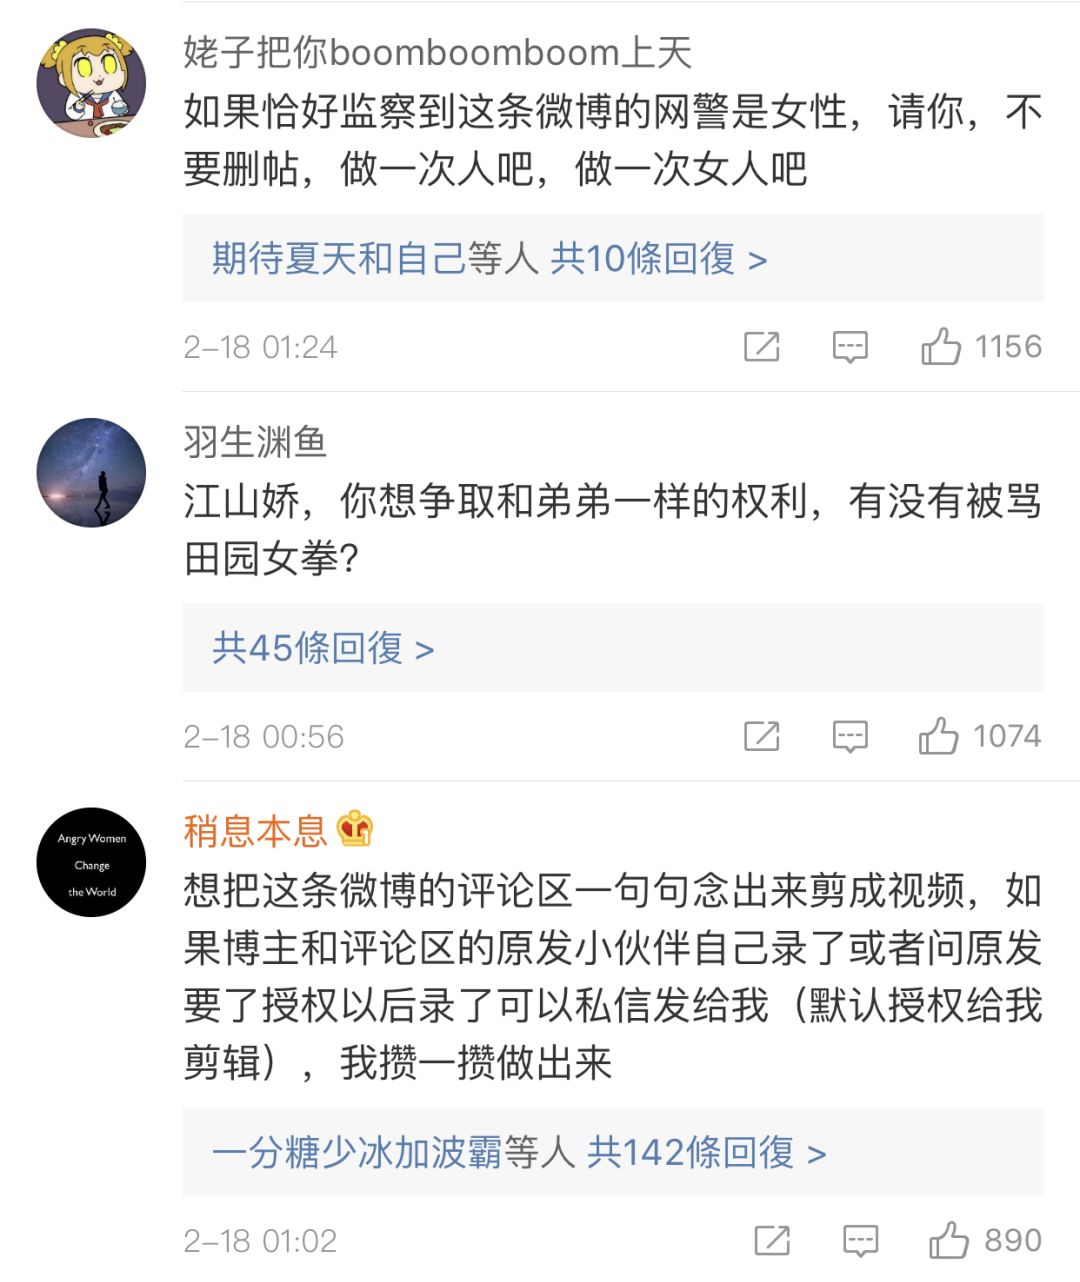 姥子把你boomboomboom上天
如果恰好监察到这条微博的网警是女性，请你，不
要删帖，做一次人吧，做一次女人吧
期待夏天和自己等人 共10條回復 >
2-18 01:24
1156
羽生渊鱼
江山娇，你想争取和弟弟一样的权利，有没有被骂
田园女拳？
共45條回復 >
2-18 00:56
1074
Angry Women
Change
the World
稍息本息
1
想把这条微博的评论区一句句念出来剪成视频，如
果博主和评论区的原发小伙伴自己录了或者问原发
要了授权以后录了可以私信发给我（默认授权给我
剪辑），我攒一攒做出来
一分糖少冰加波霸等人 共142條回復 >
2-18 01:02
890